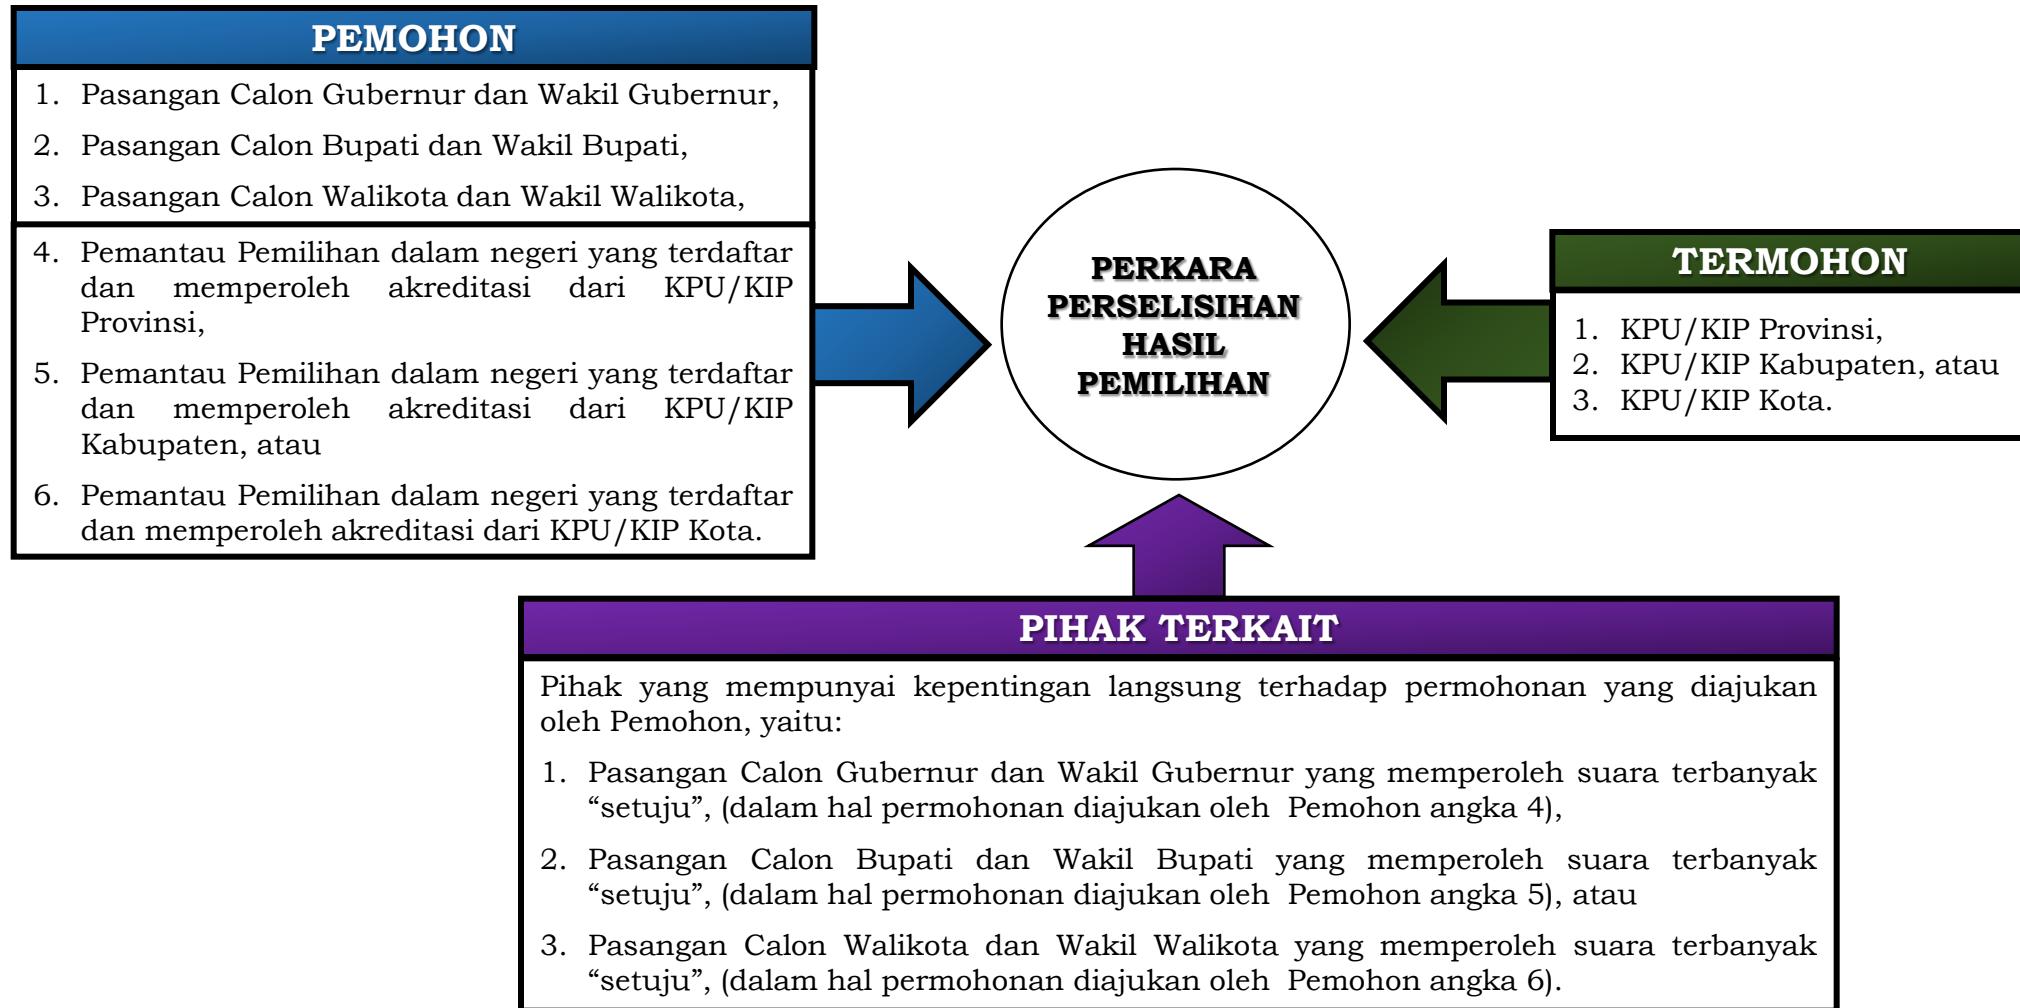 PEMOHON
1. Pasangan Calon Gubernur dan Wakil Gubernur,
2. Pasangan Calon Bupati dan Wakil Bupati,
3. Pasangan Calon Walikota dan Wakil Walikota,
4. Pemantau Pemilihan dalam negeri yang terdaftar
dan memperoleh akreditasi dari KPU/KIP
Provinsi,
5. Pemantau Pemilihan dalam negeri yang terdaftar
dan memperoleh akreditasi dari KPU/KIP
Kabupaten, atau
6. Pemantau Pemilihan dalam negeri yang terdaftar
dan memperoleh akreditasi dari KPU/KIP Kota.
PERKARA
PERSELISIHAN
HASIL
PEMILIHAN
TERMOHON
1. KPU/KIP Provinsi,
2. KPU/KIP Kabupaten, atau
3. KPU/KIP Kota.
PIHAK TERKAIT
Pihak yang mempunyai kepentingan langsung terhadap permohonan yang diajukan
oleh Pemohon, yaitu:
1. Pasangan Calon Gubernur dan Wakil Gubernur yang memperoleh suara terbanyak
“setuju”, (dalam hal permohonan diajukan oleh Pemohon angka 4),
2. Pasangan Calon Bupati dan Wakil Bupati yang memperoleh suara terbanyak
“setuju”, (dalam hal permohonan diajukan oleh Pemohon angka 5), atau
3. Pasangan Calon Walikota dan Wakil Walikota yang memperoleh suara terbanyak
“setuju”, (dalam hal permohonan diajukan oleh Pemohon angka 6).